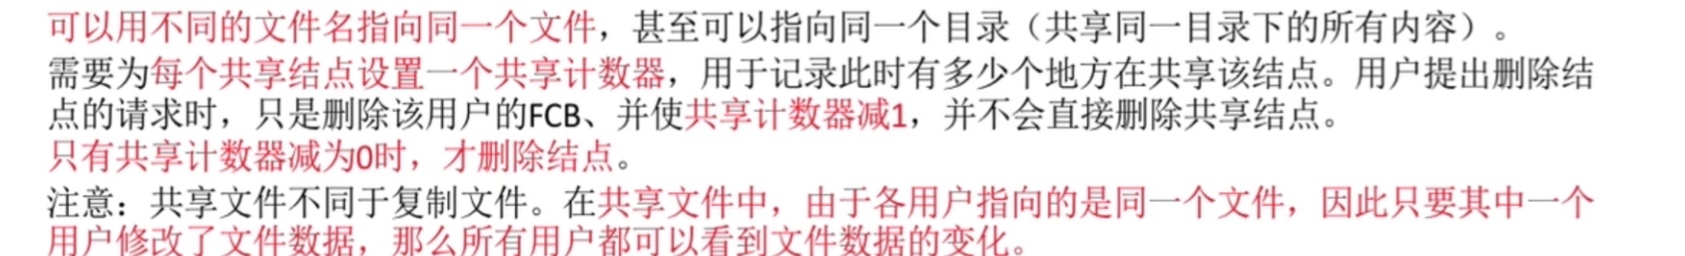 可以用不同的文件名指向同一个文件，甚至可以指向同一个目录（共享同一目录下的所有内容）。
需要为每个共享结点设置一个共享计数器，用于记录此时有多少个地方在共享该结点。用户提出删除结
点的请求时，只是删除该用户的FCB、并使共享计数器减1，并不会直接删除共享结点。
只有共享计数器减为0时，才删除结点。
注意：共享文件不同于复制文件。在共享文件中，由于各用户指向的是同一个文件，因此只要其中一个
用户修改了文件数据，那么所有用户都可以看到文件数据的变化。